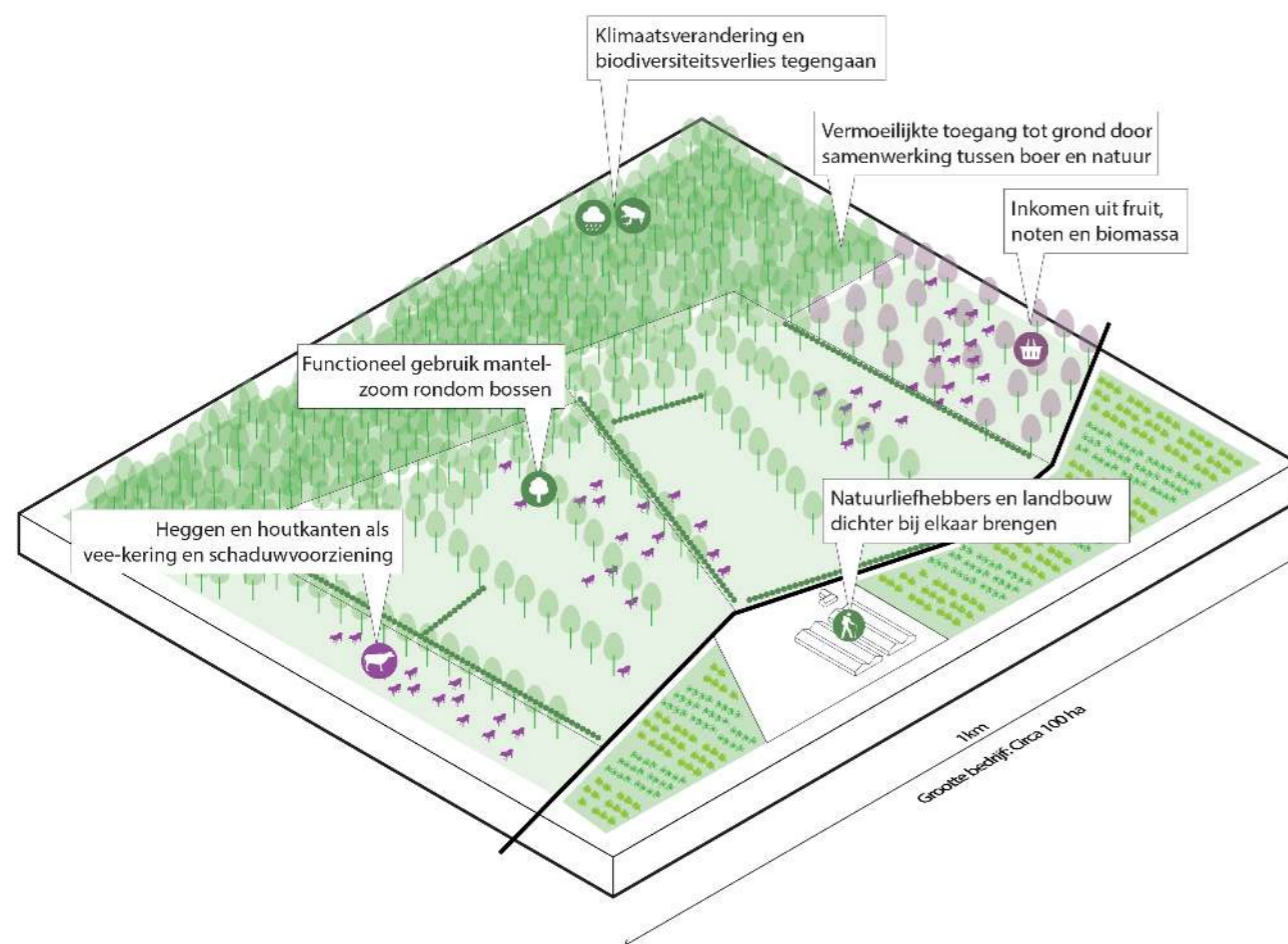 Klimaatsverandering en
biodiversiteitsverlies tegengaan
Vermoeilijkte toegang tot grond door
samenwerking tussen boer en natuur
Inkomen uit fruit,
noten en biomassa
Functioneel gebruik mantel-
zoom rondom bossen
Natuurliefhebbers en landbouw
dichter bij elkaar brengen
Heggen en houtkanten als
vee-kering en schaduwvoorziening
1km
Grootte bedrijf: Circa 100 ha